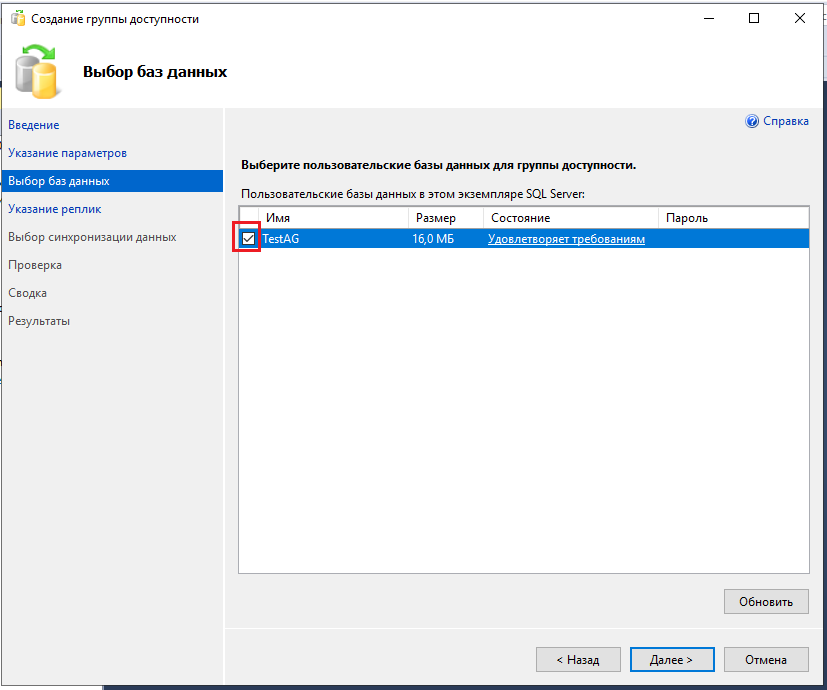 Создание группы доступности
Выбор баз данных
Введение
Указание параметров
Выбор баз данных
Указание реплик
Выбор синхронизации данных
Проверка
Сводка
Результаты
Справка
Выберите пользовательские базы данных для группы доступности.
Пользовательские базы данных в этом экземпляре SQL Server:
Имя Размер Состояние Пароль
TestAG 16,0 МБ Удовлетворяет требованиям
Обновить
< Назад Далее > Отмена